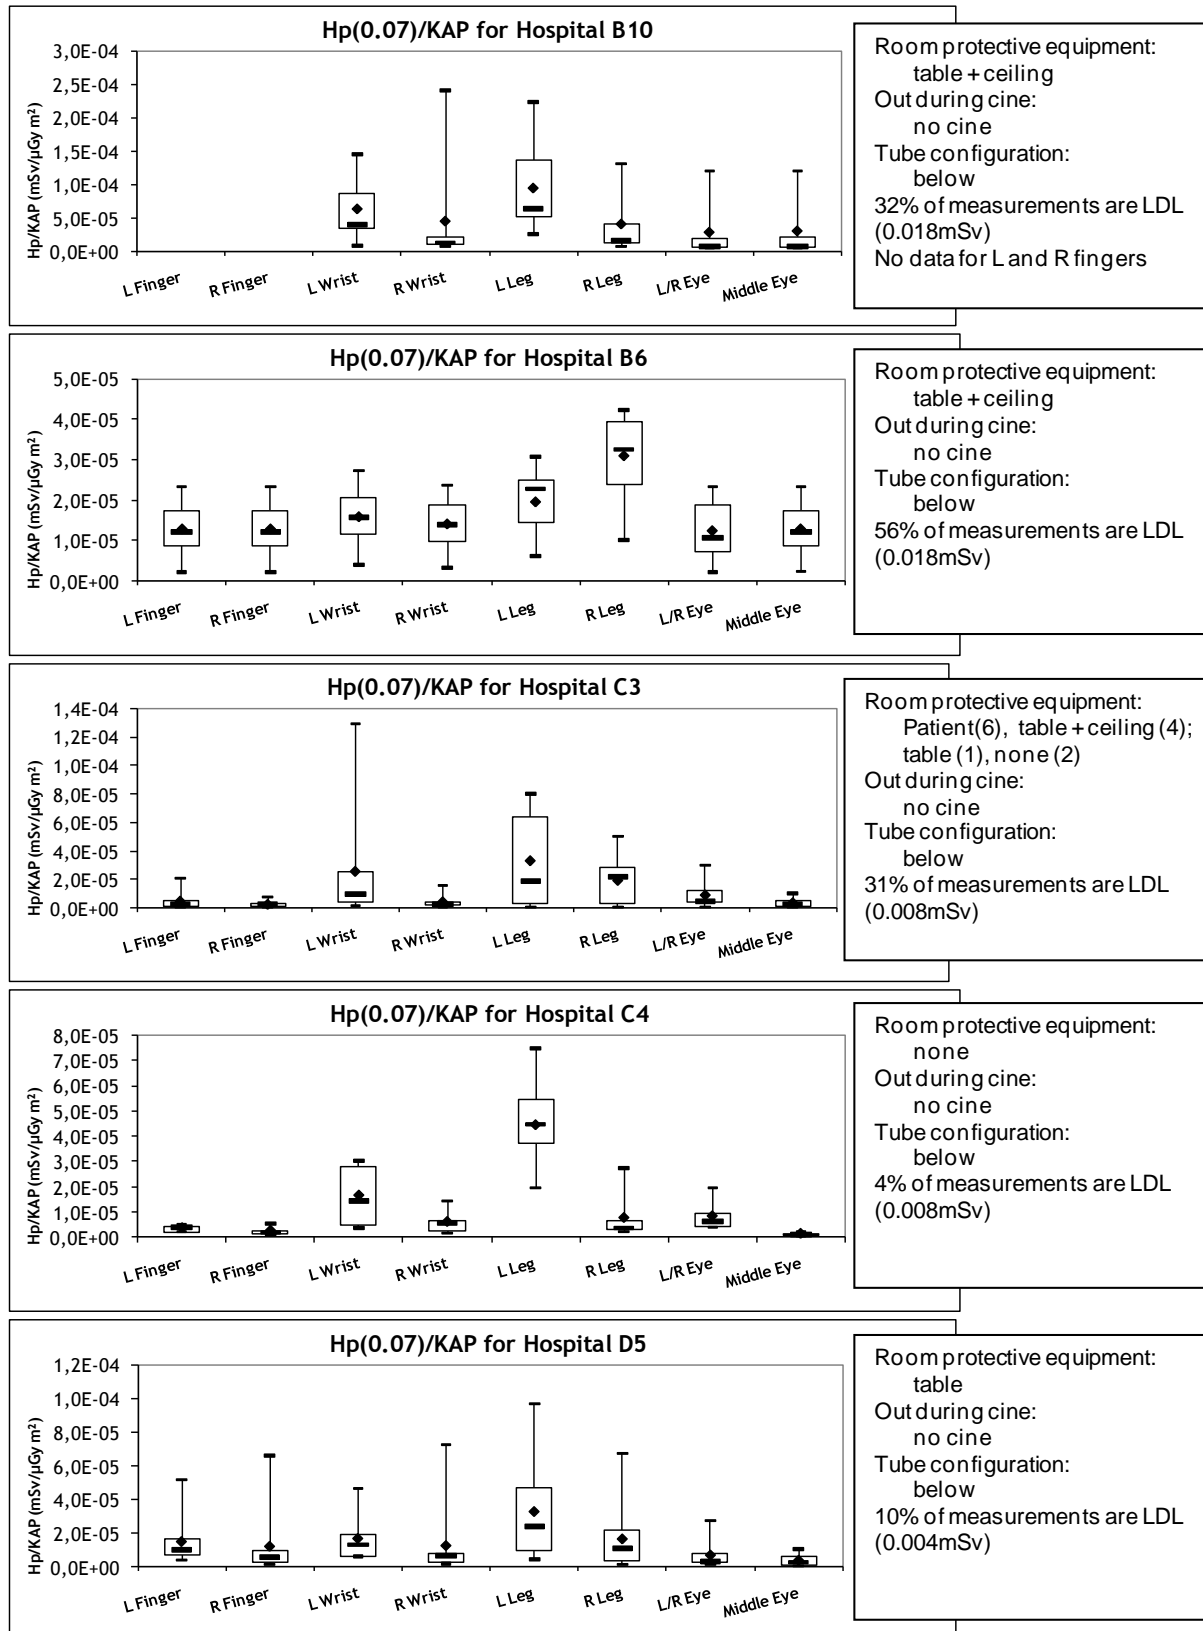 Hp(0.07)/KAP for Hospital B10
Hp/KAP (mSv/µGy m²)
3,0E-04
2,5E-04
2,0E-04
1,5E-04
1,0E-04
5,0E-05
0,0E+00
L Finger
R Finger
L Wrist
R Wrist
L Leg
R Leg
L/R Eye
Middle Eye
Room protective equipment:
table + ceiling
Out during cine:
no cine
Tube configuration:
below
32% of measurements are LDL
(0.018mSv)
No data for L and R fingers
Hp(0.07)/KAP for Hospital B6
Hp/KAP (mSv/µGy m²)
5,0E-05
4,0E-05
3,0E-05
2,0E-05
1,0E-05
0,0E+00
L Finger
R Finger
L Wrist
R Wrist
L Leg
R Leg
L/R Eye
Middle Eye
Room protective equipment:
table + ceiling
Out during cine:
no cine
Tube configuration:
below
56% of measurements are LDL
(0.018mSv)
Hp(0.07)/KAP for Hospital C3
Hp/KAP (mSv/µGy m²)
1,4E-04
1,2E-04
1,0E-04
8,0E-05
6,0E-05
4,0E-05
2,0E-05
0,0E+00
L Finger
R Finger
L Wrist
R Wrist
L Leg
R Leg
L/R Eye
Middle Eye
Room protective equipment:
Patient(6), table + ceiling (4);
table (1), none (2)
Out during cine:
no cine
Tube configuration:
below
31% of measurements are LDL
(0.008mSv)
Hp(0.07)/KAP for Hospital C4
Hp/KAP (mSv/µGy m²)
8,0E-05
7,0E-05
6,0E-05
5,0E-05
4,0E-05
3,0E-05
2,0E-05
1,0E-05
0,0E+00
L Finger
R Finger
L Wrist
R Wrist
L Leg
R Leg
L/R Eye
Middle Eye
Room protective equipment:
none
Out during cine:
no cine
Tube configuration:
below
4% of measurements are LDL
(0.008mSv)
Hp(0.07)/KAP for Hospital D5
Hp/KAP (mSv/µGy m²)
1,2E-04
1,0E-04
8,0E-05
6,0E-05
4,0E-05
2,0E-05
0,0E+00
L Finger
R Finger
L Wrist
R Wrist
L Leg
R Leg
L/R Eye
Middle Eye
Room protective equipment:
table
Out during cine:
no cine
Tube configuration:
below
10% of measurements are LDL
(0.004mSv)